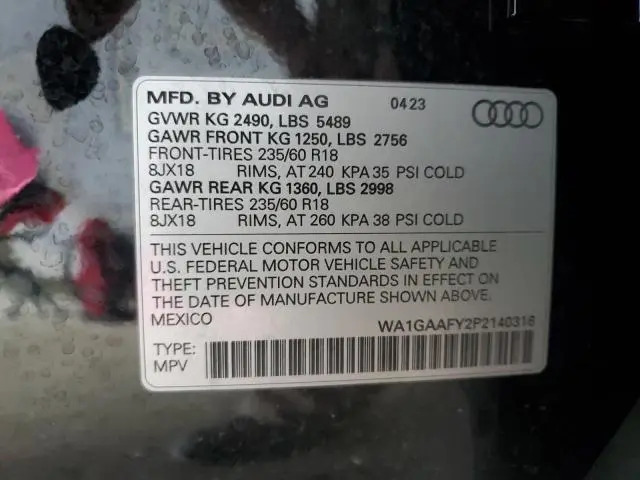 MFD. BY AUDI AG 0423
GVWR KG 2490, LBS 5489
GAWR FRONT KG 1250, LBS 2756
FRONT-TIRES 235/60 R18
8JX18 RIMS, AT 240 KPA 35 PSI COLD
GAWR REAR KG 1360, LBS 2998
REAR-TIRES 235/60 R18
8JX18 RIMS, AT 260 KPA 38 PSI COLD
THIS VEHICLE CONFORMS TO ALL APPLICABLE
U.S. FEDERAL MOTOR VEHICLE SAFETY AND
THEFT PREVENTION STANDARDS IN EFFECT ON
THE DATE OF MANUFACTURE SHOWN ABOVE.
MEXICO WA1GAAFY2P2140316
TYPE:
MPV